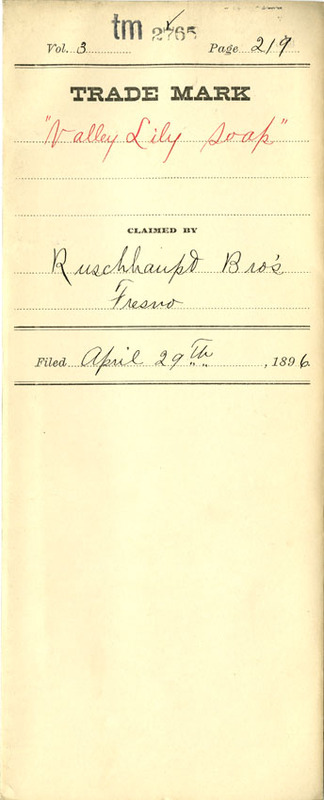 tm 2765
Vol. 3 Page 219
TRADE MARK
"Valley Lily Soap"
CLAIMED BY
Ruschhaupt Bro's
Fresno
Filed April 29th, 1896